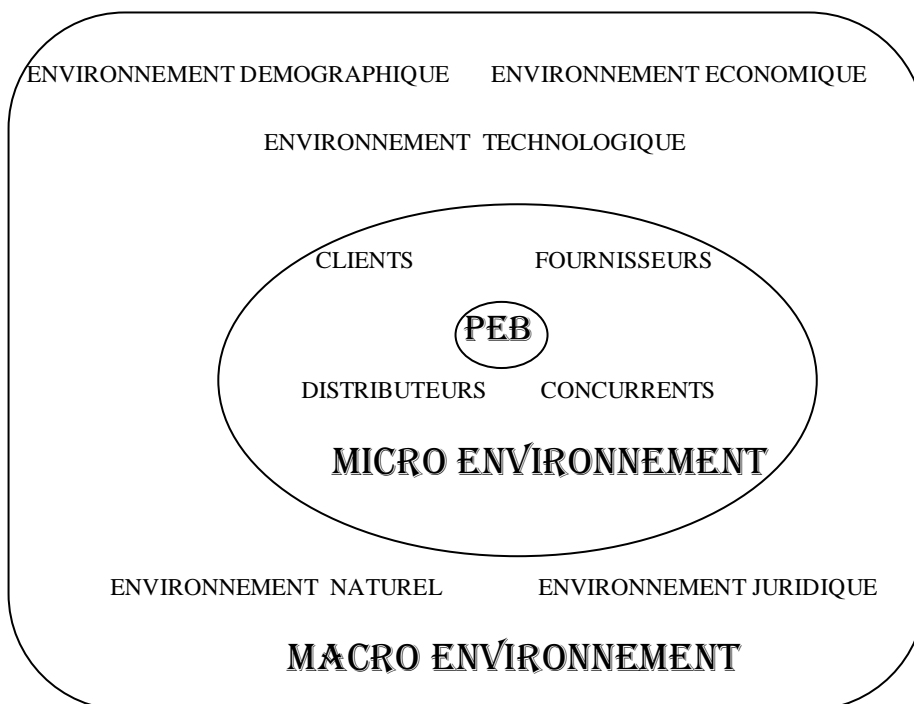 ENVIRONNEMENT DEMOGRAPHIQUE ENVIRONNEMENT ECONOMIQUE
ENVIRONNEMENT TECHNOLOGIQUE
CLIENTS FOURNISSEURS
PEB
DISTRIBUTEURS CONCURRENTS
MICRO ENVIRONNEMENT
ENVIRONNEMENT NATUREL ENVIRONNEMENT JURIDIQUE
MACRO ENVIRONNEMENT